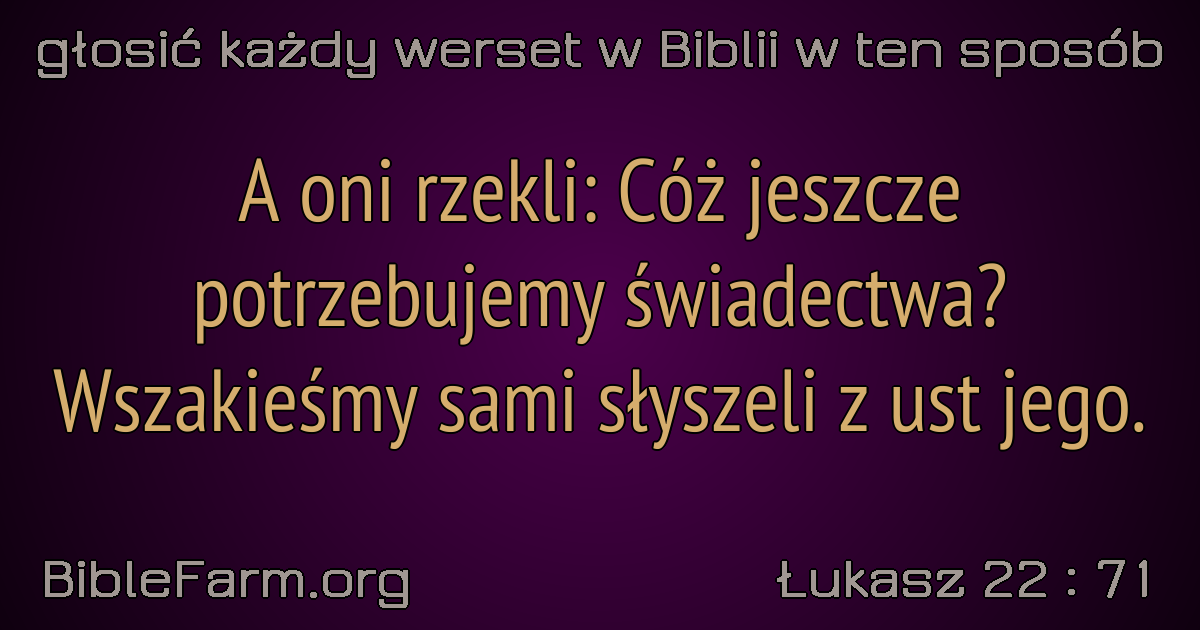 głosić każdy werset w Biblii w ten sposób
A oni rzekli: Cóż jeszcze
potrzebujemy świadectwa?
Wszakieśmy sami słyszeli z ust jego.
BibleFarm.org
Łukasz 22 : 71